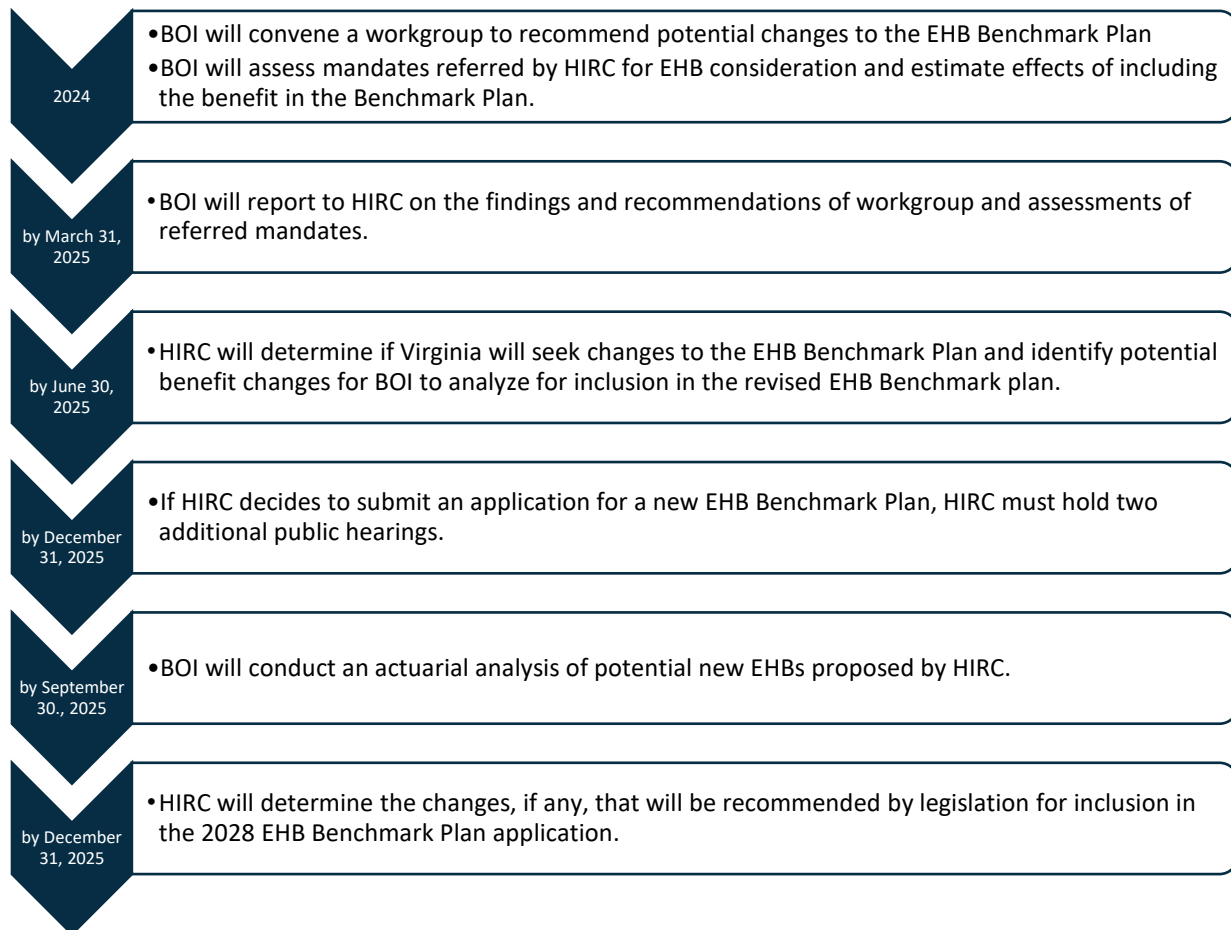 2024
•BOI will convene a workgroup to recommend potential changes to the EHB Benchmark Plan
•BOI will assess mandates referred by HIRC for EHB consideration and estimate effects of including
the benefit in the Benchmark Plan.
by March 31,
2025
•BOI will report to HIRC on the findings and recommendations of workgroup and assessments of
referred mandates.
by June 30,
2025
•HIRC will determine if Virginia will seek changes to the EHB Benchmark Plan and identify potential
benefit changes for BOI to analyze for inclusion in the revised EHB Benchmark plan.
by December
31, 2025
•If HIRC decides to submit an application for a new EHB Benchmark Plan, HIRC must hold two
additional public hearings.
by September
30., 2025
•BOI will conduct an actuarial analysis of potential new EHBs proposed by HIRC.
by December
31, 2025
•HIRC will determine the changes, if any, that will be recommended by legislation for inclusion in
the 2028 EHB Benchmark Plan application.